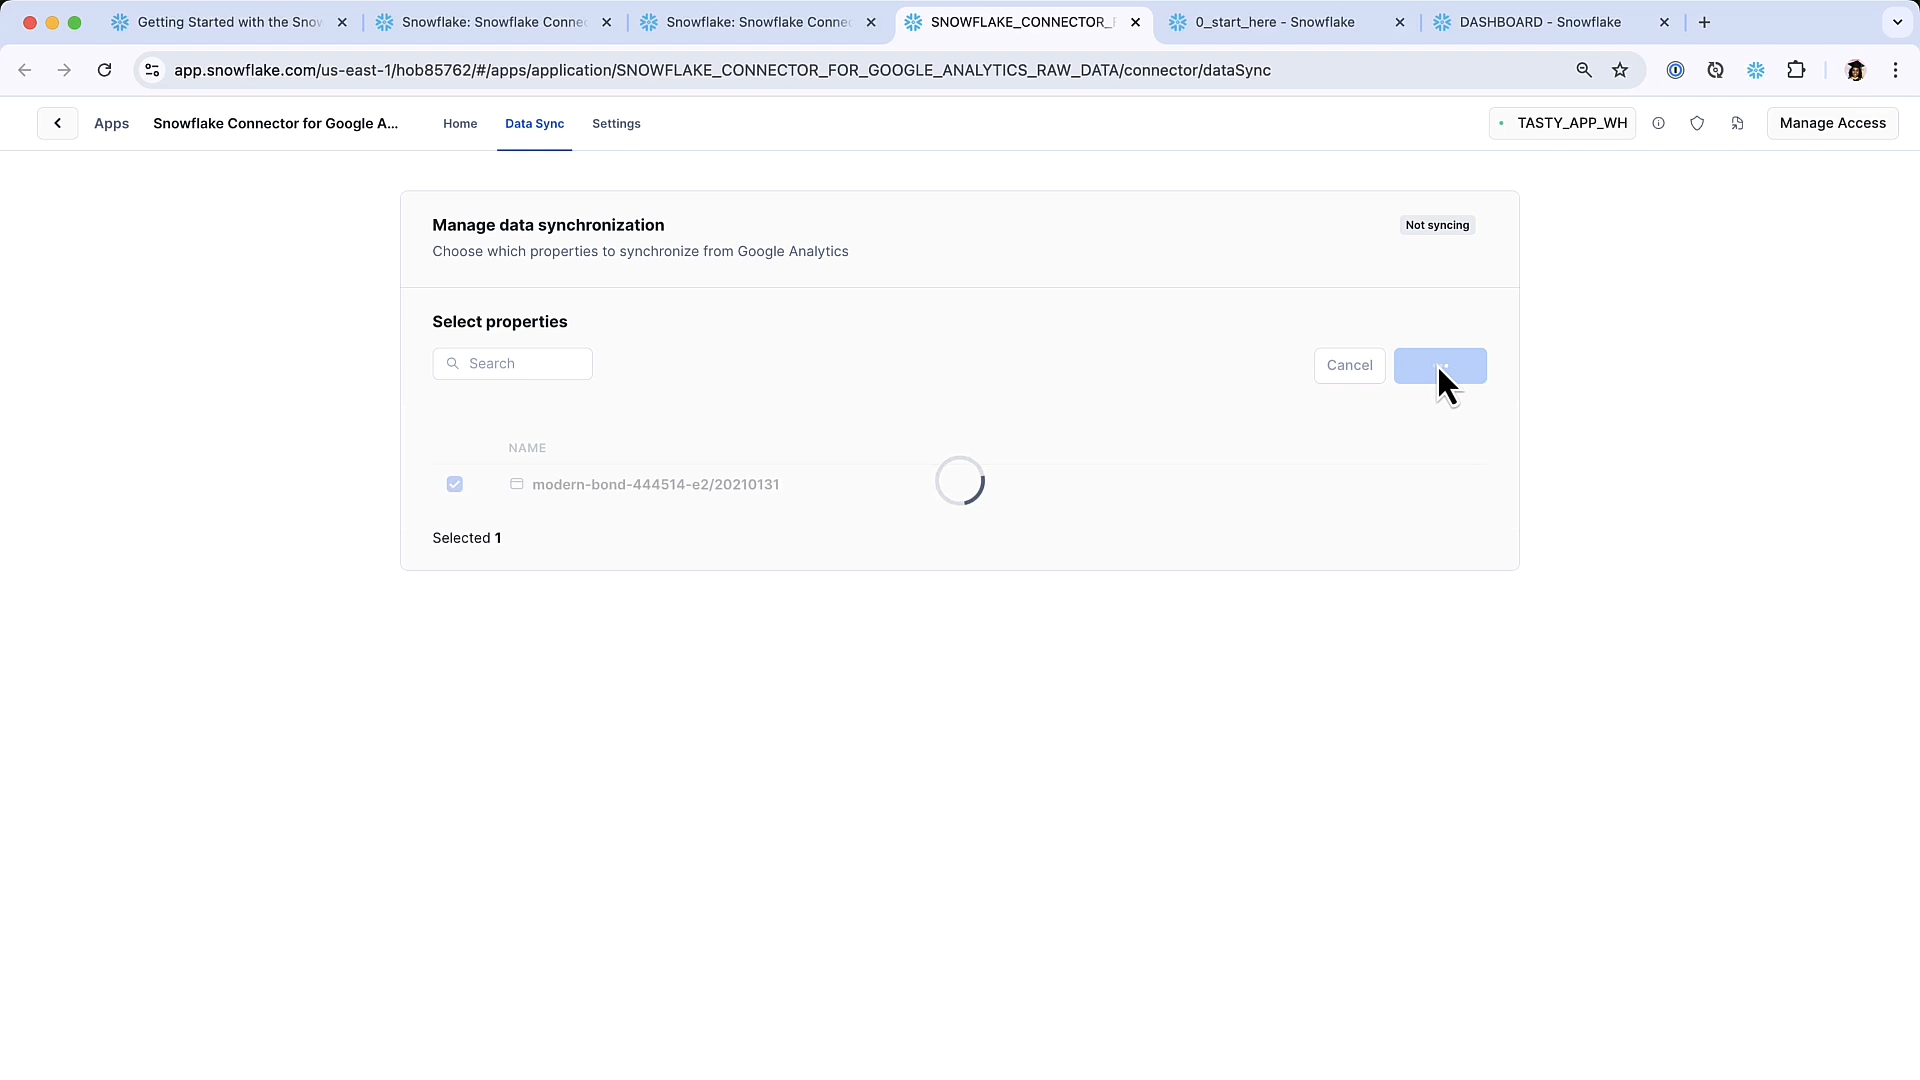 Getting Started with the Snow
Snowflake: Snowflake Connec
Snowflake: Snowflake Connec
SNOWFLAKE_CONNECTOR_F
0_start_here - Snowflake
DASHBOARD - Snowflake
app.snowflake.com/us-east-1/hob85762/#/apps/application/SNOWFLAKE_CONNECTOR_FOR_GOOGLE_ANALYTICS_RAW_DATA/connector/dataSync
Apps
Snowflake Connector for Google A...
Home
Data Sync
Settings
TASTY_APP_WH
Manage Access
Manage data synchronization
Not syncing
Choose which properties to synchronize from Google Analytics
Select properties
Search
Cancel
NAME
modern-bond-444514-e2/20210131
Selected 1